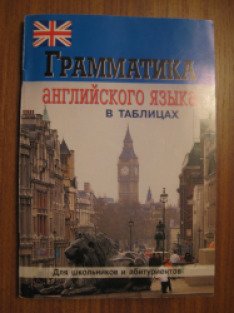 ГРАММАТИКА
АНГЛИЙСКОГО ЯЗЫКА
В ТАБЛИЦАХ
Для школьников и абитуриентов